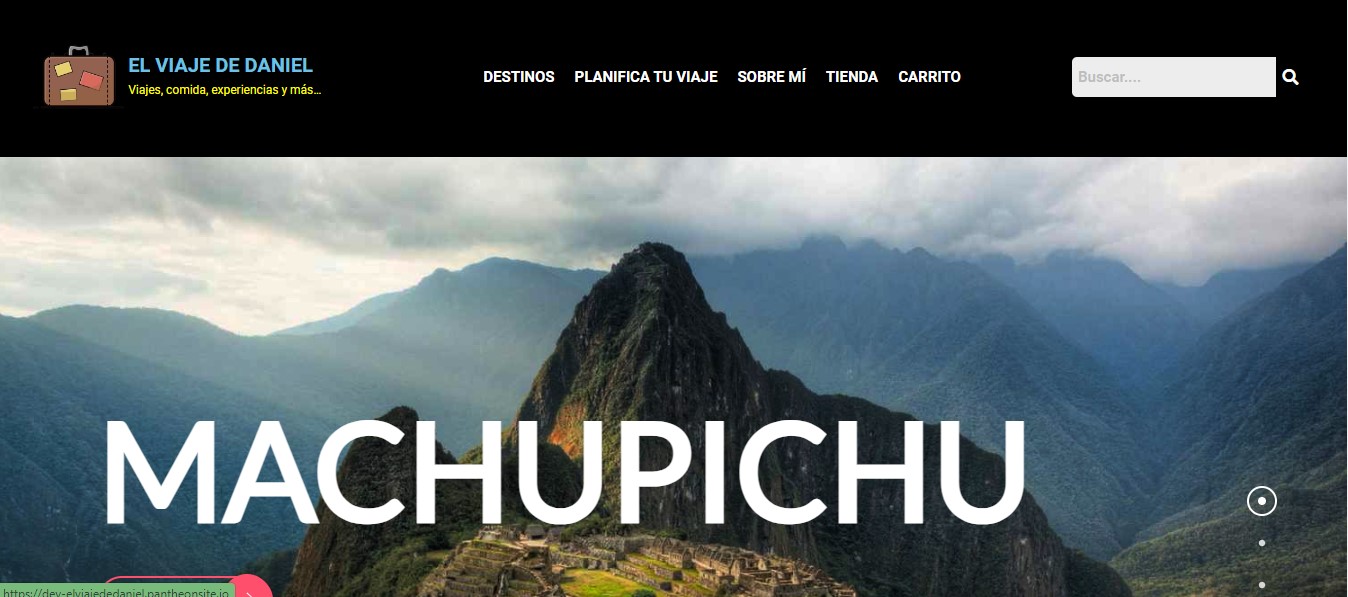 EL VIAJE DE DANIEL
Viajes, comida, experiencias y más...
DESTINOS PLANIFICA TU VIAJE SOBRE MÍ TIENDA CARRITO
Buscar....
MACHUPICHU
https://dev-elviajededaniel.pantheonsite.io